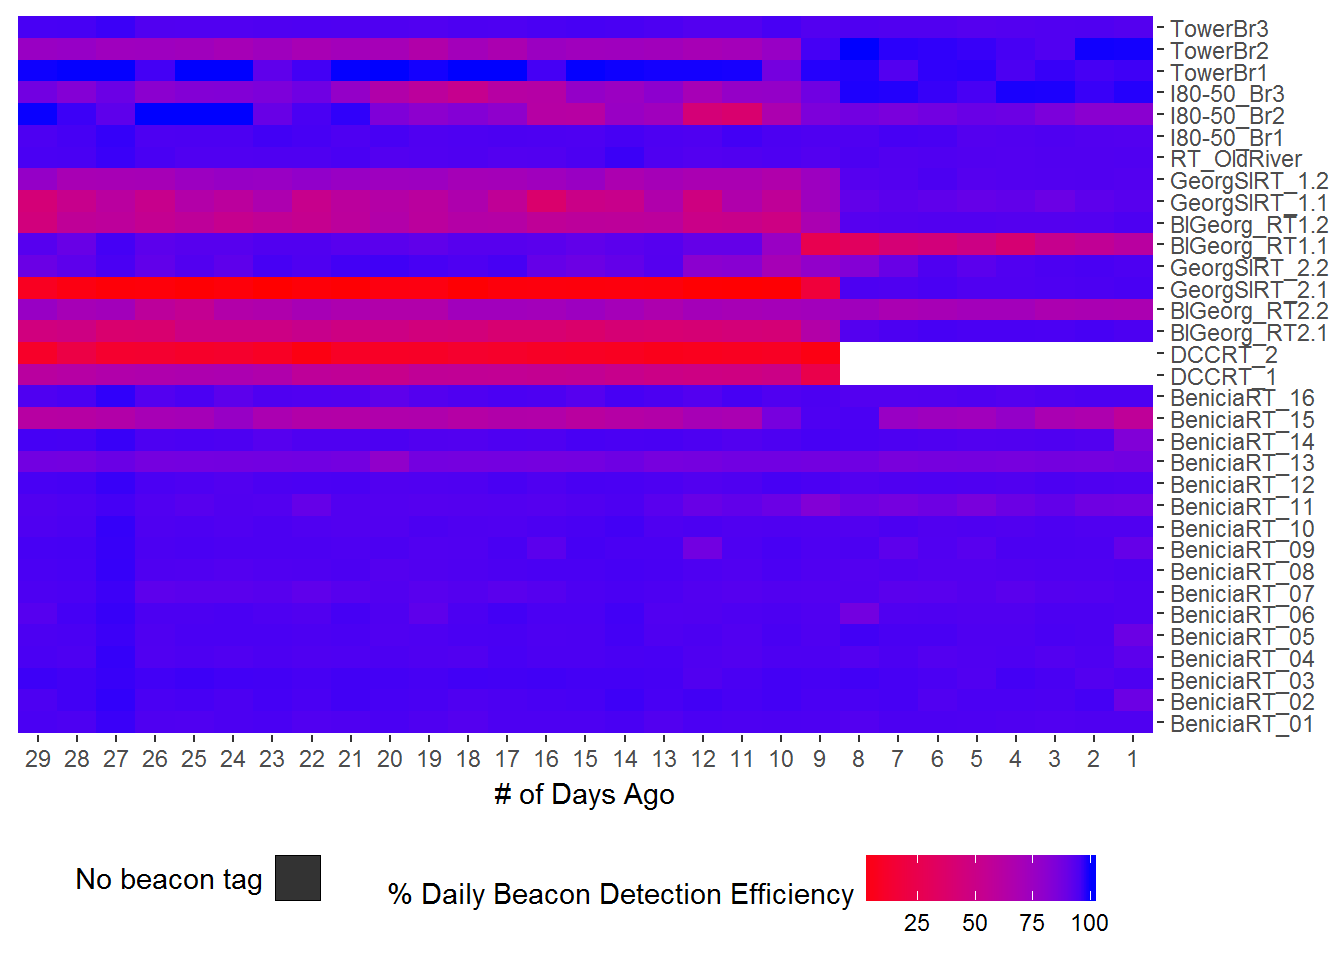 TowerBr3
TowerBr2
TowerBr1
I80-50_Br3
I80-50_Br2
I80-50_Br1
RT_OldRiver
GeorgSlRT_1.2
GeorgSlRT_1.1
BlGeorg_RT1.2
BlGeorg_RT1.1
GeorgSlRT_2.2
GeorgSlRT_2.1
BlGeorg_RT2.2
BlGeorg_RT2.1
DCCRT_2
DCCRT_1
BeniciaRT_16
BeniciaRT_15
BeniciaRT_14
BeniciaRT_13
BeniciaRT_12
BeniciaRT_11
BeniciaRT_10
BeniciaRT_09
BeniciaRT_08
BeniciaRT_07
BeniciaRT_06
BeniciaRT_05
BeniciaRT_04
BeniciaRT_03
BeniciaRT_02
BeniciaRT_01
29 28 27 26 25 24 23 22 21 20 19 18 17 16 15 14 13 12 11 10 9 8 7 6 5 4 3 2 1
# of Days Ago
No beacon tag
% Daily Beacon Detection Efficiency
25 50 75 100